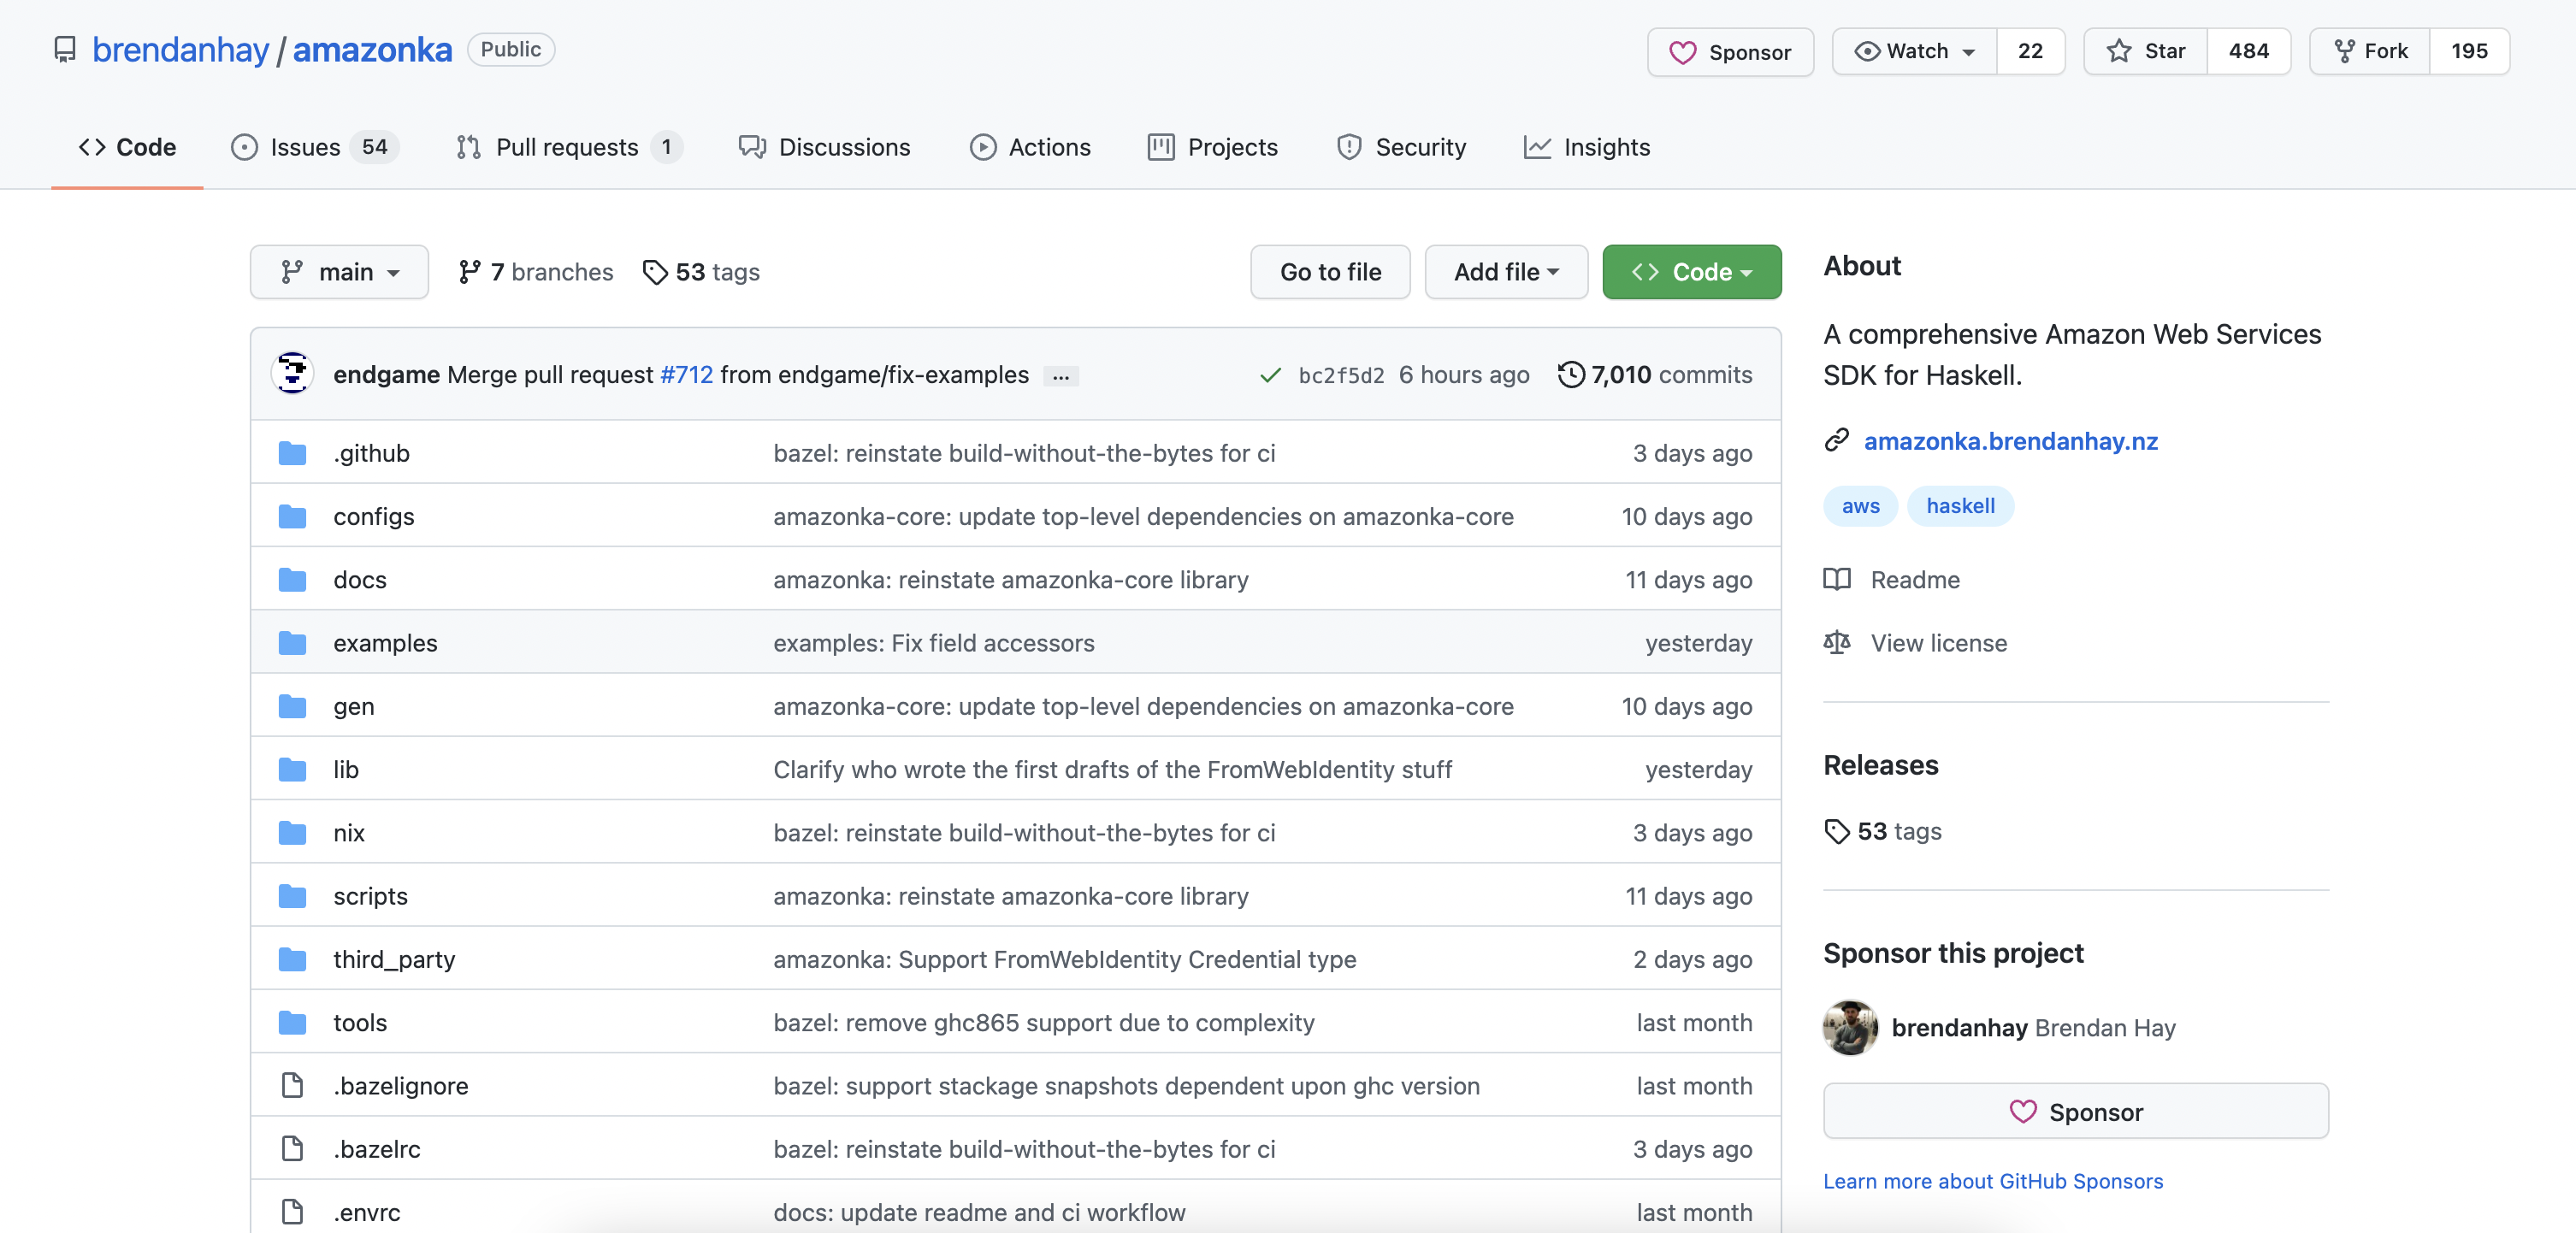 brendanhay / amazonka Public Sponsor Watch 22 Star 484 Fork 195
Code Issues 54 Pull requests 1 Discussions Actions Projects Security Insights
main 7 branches 53 tags Go to file Add file Code
endgame Merge pull request #712 from endgame/fix-examples ... bc2f5d2 6 hours ago 7,010 commits
.github bazel: reinstate build-without-the-bytes for ci 3 days ago
configs amazonka-core: update top-level dependencies on amazonka-core 10 days ago
docs amazonka: reinstate amazonka-core library 11 days ago
examples examples: Fix field accessors yesterday
gen amazonka-core: update top-level dependencies on amazonka-core 10 days ago
lib Clarify who wrote the first drafts of the FromWebIdentity stuff yesterday
nix bazel: reinstate build-without-the-bytes for ci 3 days ago
scripts amazonka: reinstate amazonka-core library 11 days ago
third_party amazonka: Support FromWebIdentity Credential type 2 days ago
tools bazel: remove ghc865 support due to complexity last month
.bazelignore bazel: support stackage snapshots dependent upon ghc version last month
.bazelrc bazel: reinstate build-without-the-bytes for ci 3 days ago
.envrc docs: update readme and ci workflow last month
About
A comprehensive Amazon Web Services
SDK for Haskell.
amazonka.brendanhay.nz
aws haskell
Readme
View license
Releases
53 tags
Sponsor this project
brendanhay Brendan Hay
Sponsor
Learn more about GitHub Sponsors